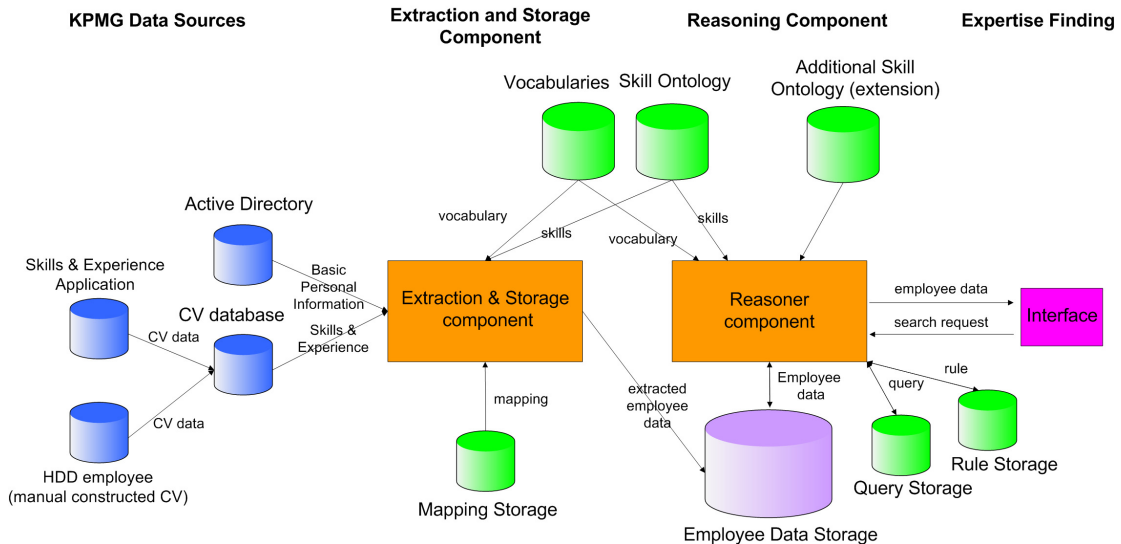 KPMG Data Sources
Extraction and Storage
Component
Reasoning Component
Expertise Finding
Vocabularies
Skill Ontology
Additional Skill
Ontology (extension)
Active Directory
vocabulary
skills
vocabulary
skills
Skills & Experience
Application
Basic
Personal
Information
CV database
CV data
Skills &
Experience
Extraction & Storage
component
Reasoner
component
employee data
search request
Interface
CV data
mapping
extracted
employee
data
Employee
data
query
rule
HDD employee
(manual constructed CV)
Mapping Storage
Employee Data Storage
Query Storage
Rule Storage